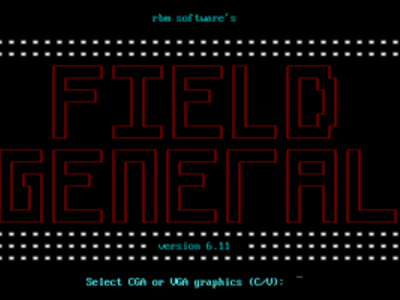 rbm software's
FIELD
GENERAL
version 6.11
Select CGA or VGA graphics (C/V):